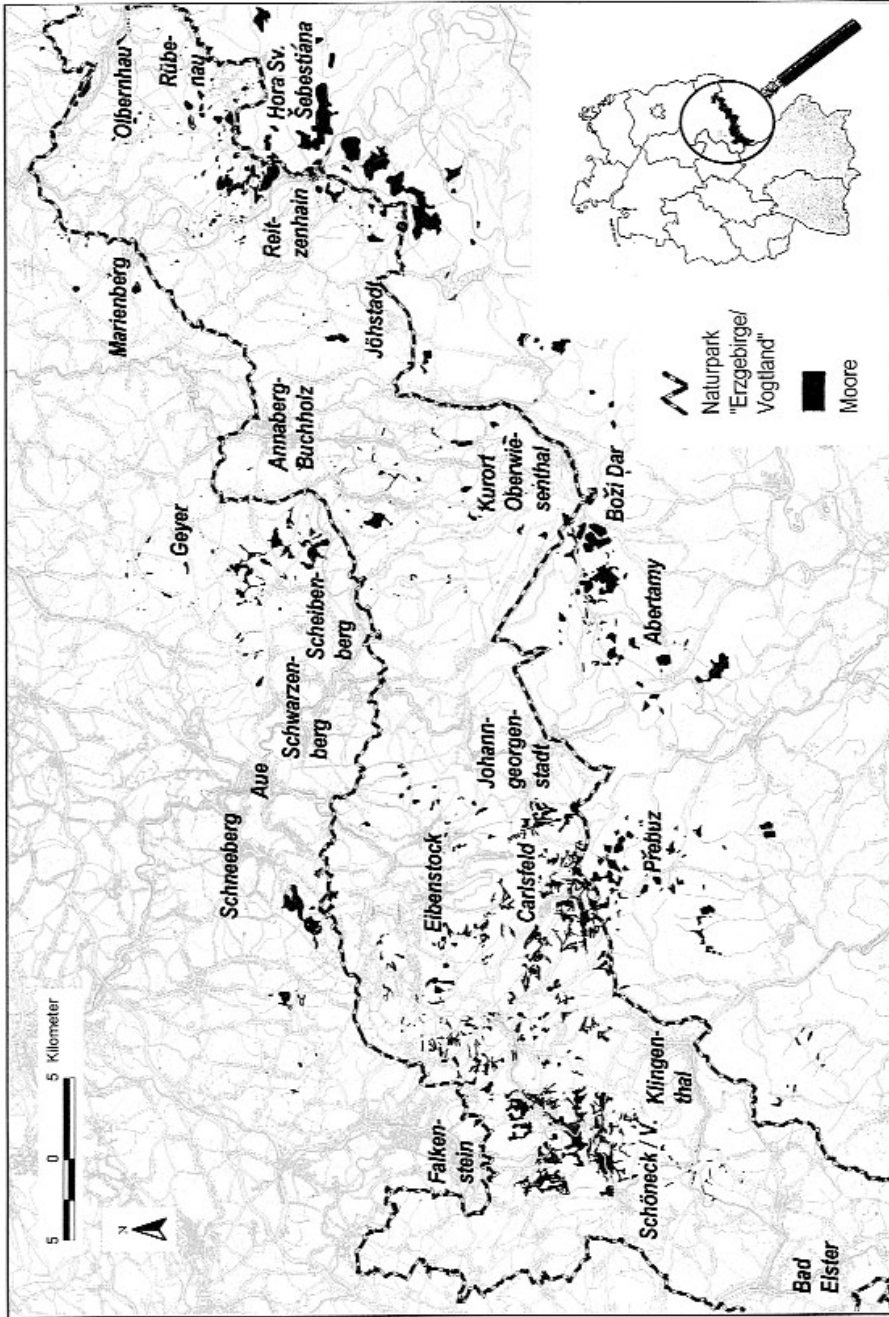 5
0
5
Kilometer
N
Schneeberg
Aue
Schwarzen-
berg
Scheiben-
berg
Geyer
Annaberg-
Buchholz
Marienberg
Olbernhau
Rübe-
nau
Hora Sv.
Šebestiána
Reit-
zenhain
Jöhstadt
Falken-
stein
Eibenstock
Carlsfeld
Johann-
georgen-
stadt
Kurort
Oberwie-
senthal
Boží Dar
Abertamy
Přebuz
Klingen-
thal
Schöneck / V.
Bad
Elster
Naturpark
"Erzgebirge/
Vogtland"
Moore